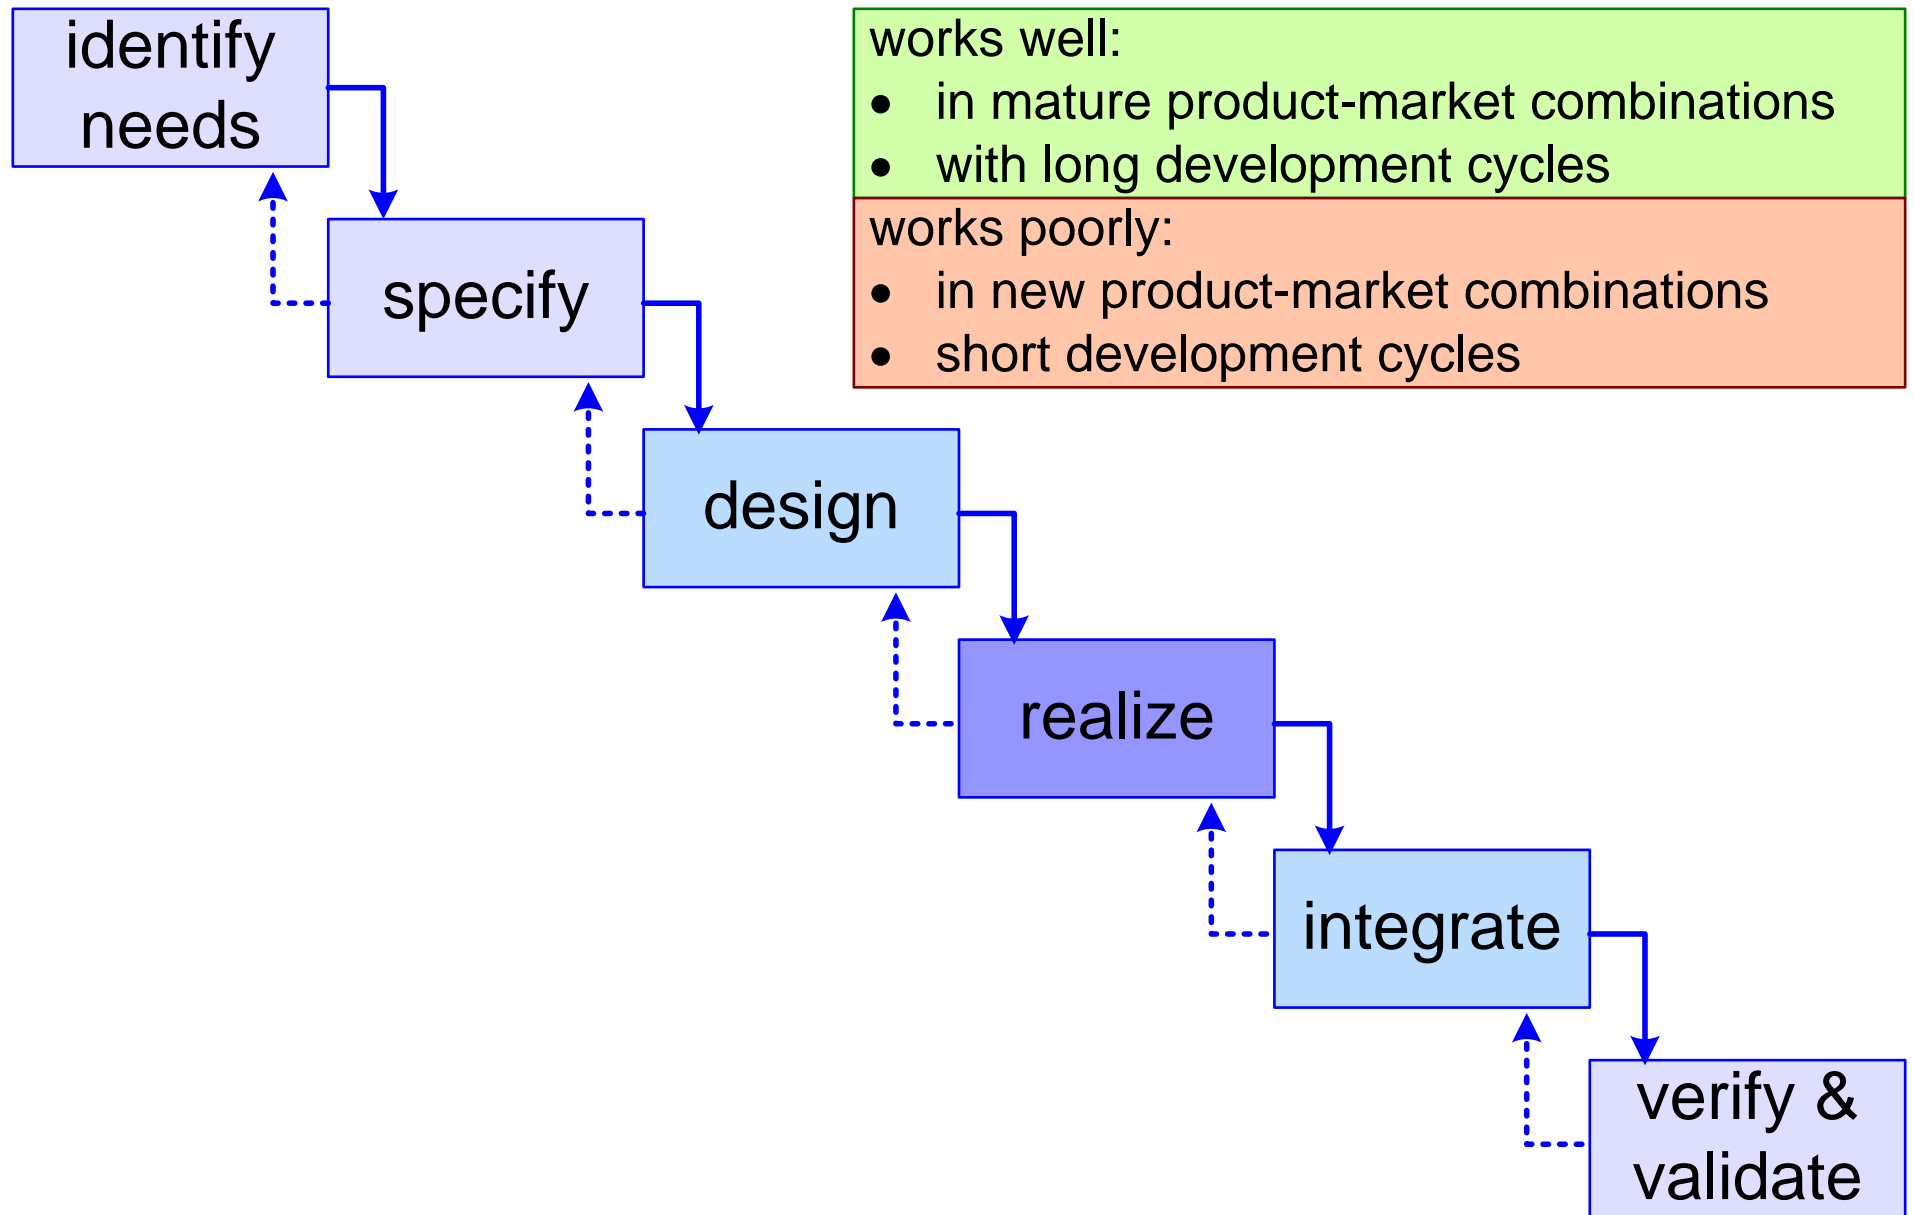 identify
needs
specify
design
realize
integrate
verify &
validate
works well:
• in mature product-market combinations
• with long development cycles
works poorly:
• in new product-market combinations
• short development cycles